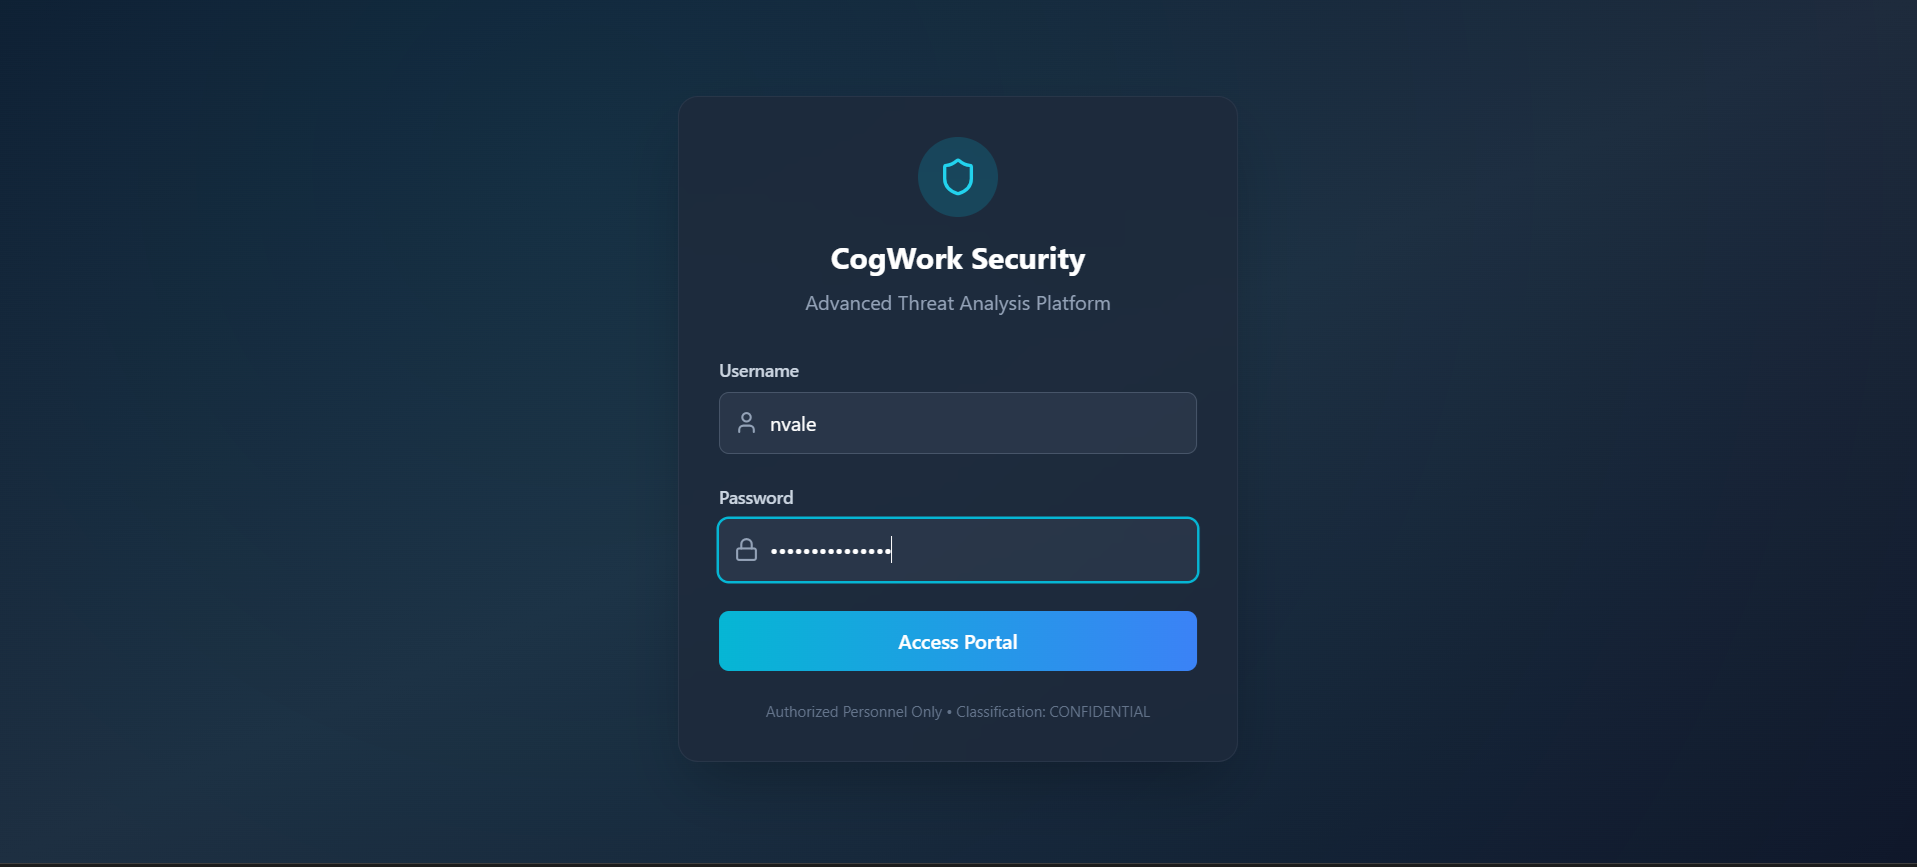 CogWork Security
Advanced Threat Analysis Platform
Username
nvale
Password
•••••••••••••••
Access Portal
Authorized Personnel Only • Classification: CONFIDENTIAL